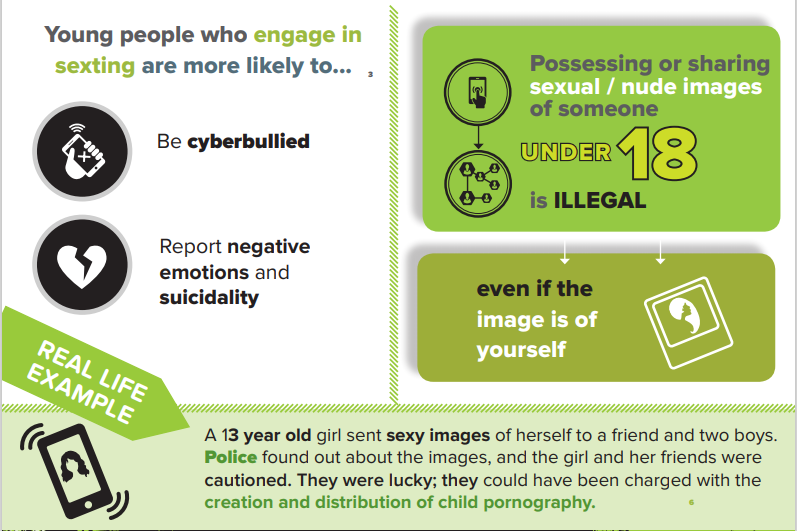 Young people who engage in
sexting are more likely to... 3
Be cyberbullied
Report negative
emotions and
suicidality
Possessing or sharing
sexual / nude images
of someone
UNDER 18
is ILLEGAL
even if the
image is of
yourself
REAL LIFE
EXAMPLE
A 13 year old girl sent sexy images of herself to a friend and two boys.
Police found out about the images, and the girl and her friends were
cautioned. They were lucky; they could have been charged with the
creation and distribution of child pornography. 6